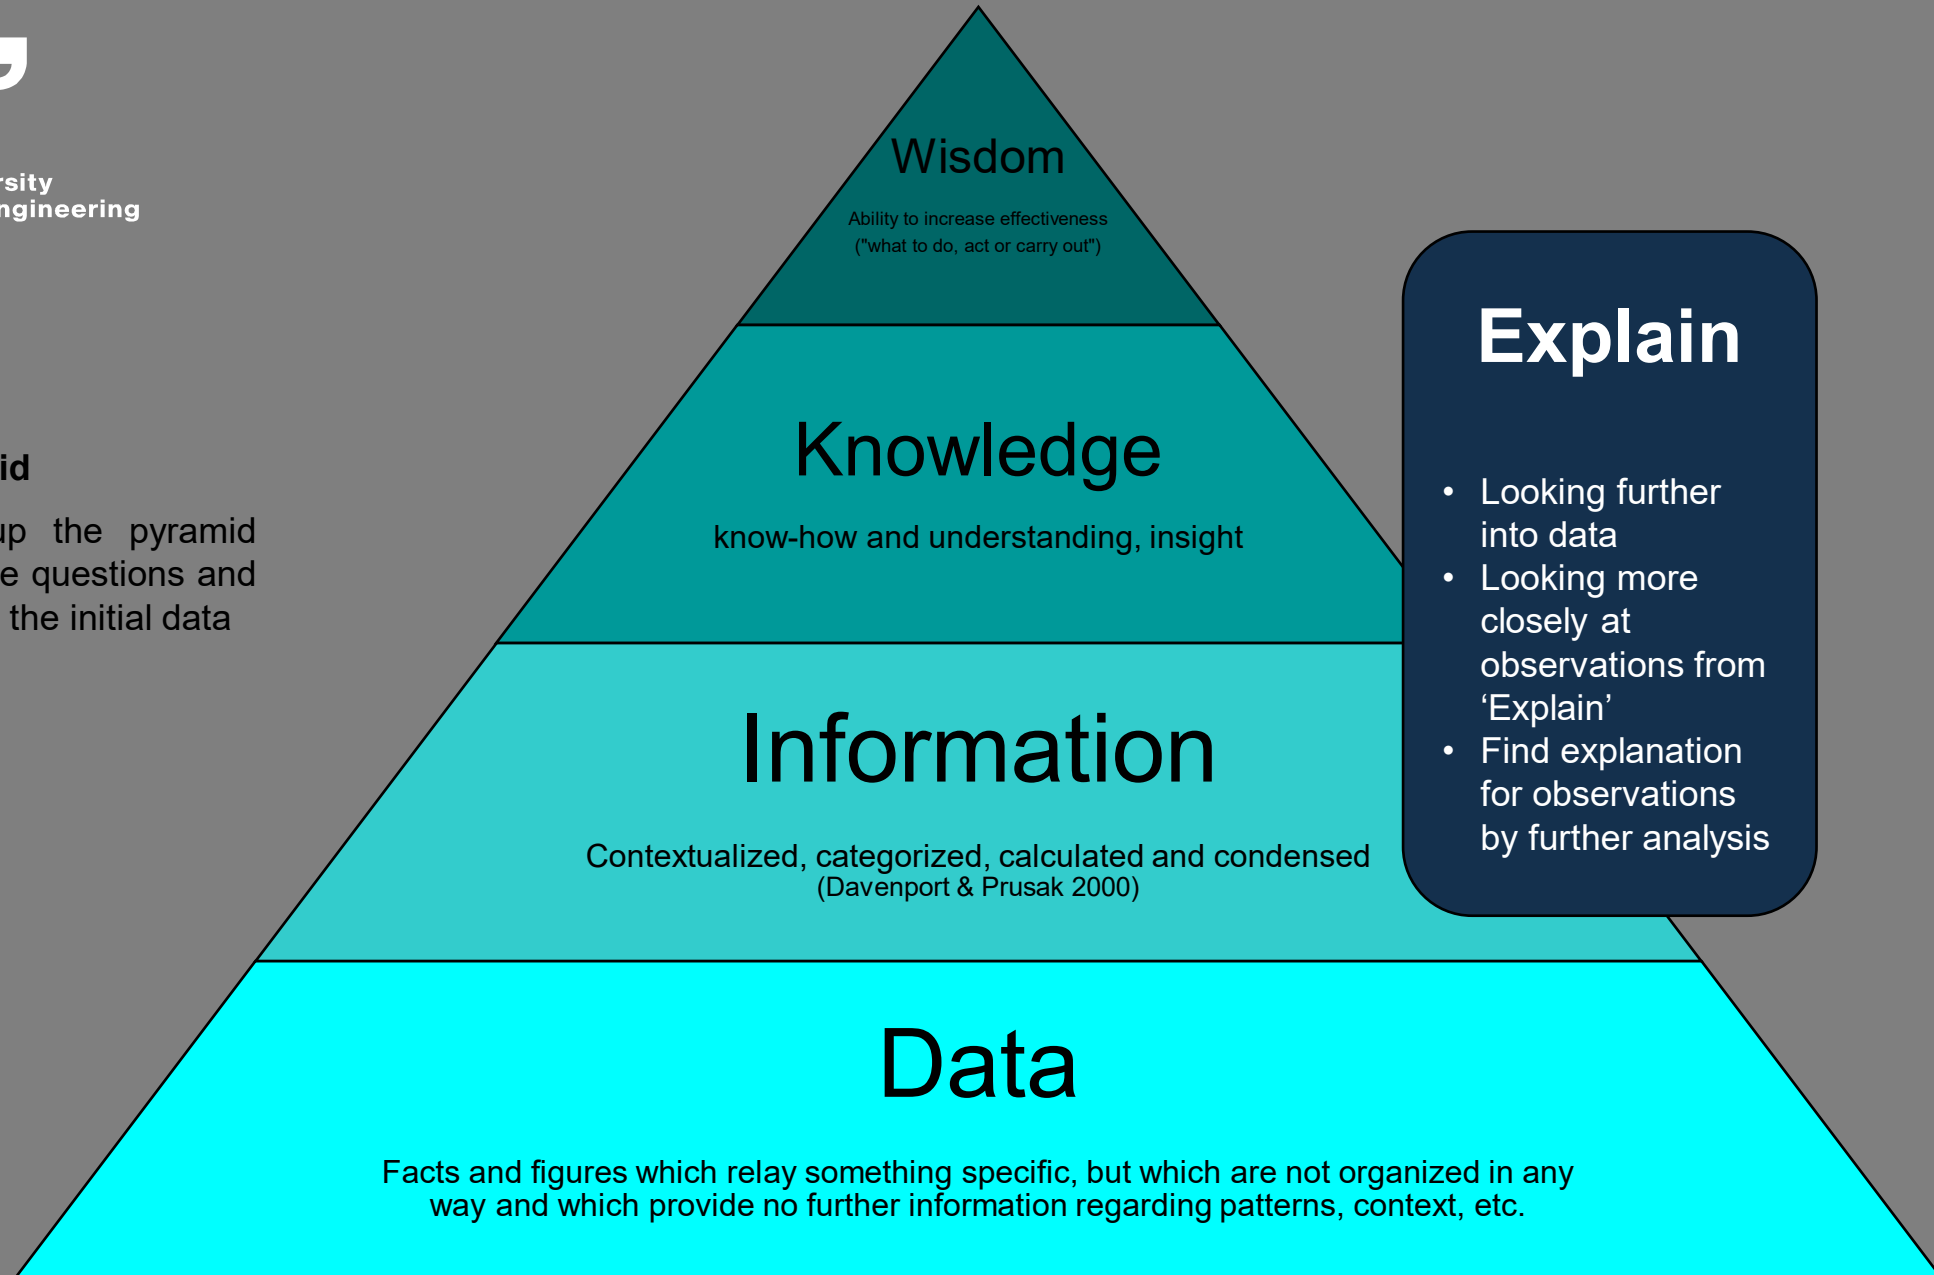 Wisdom
Ability to increase effectiveness
("what to do, act or carry out")
Knowledge
know-how and understanding, insight
Information
Contextualized, categorized, calculated and condensed
(Davenport & Prusak 2000)
Data
Facts and figures which relay something specific, but which are not organized in any
way and which provide no further information regarding patterns, context, etc.
Explain
• Looking further
into data
• Looking more
closely at
observations from
‘Explain’
• Find explanation
for observations
by further analysis
the pyramid
questions and
the initial data